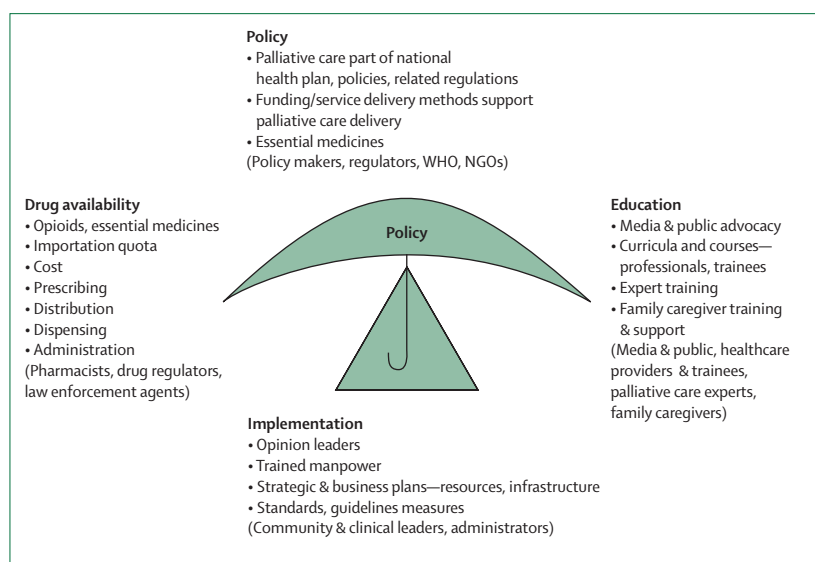 Policy
• Palliative care part of national
health plan, policies, related regulations
• Funding/service delivery methods support
palliative care delivery
• Essential medicines
(Policy makers, regulators, WHO, NGOs)
Drug availability
• Opioids, essential medicines
• Importation quota
• Cost
• Prescribing
• Distribution
• Dispensing
• Administration
(Pharmacists, drug regulators,
law enforcement agents)
Policy
Education
• Media & public advocacy
• Curricula and courses—
professionals, trainees
• Expert training
• Family caregiver training
& support
(Media & public, healthcare
providers & trainees,
palliative care experts,
family caregivers)
Implementation
• Opinion leaders
• Trained manpower
• Strategic & business plans—resources, infrastructure
• Standards, guidelines measures
(Community & clinical leaders, administrators)